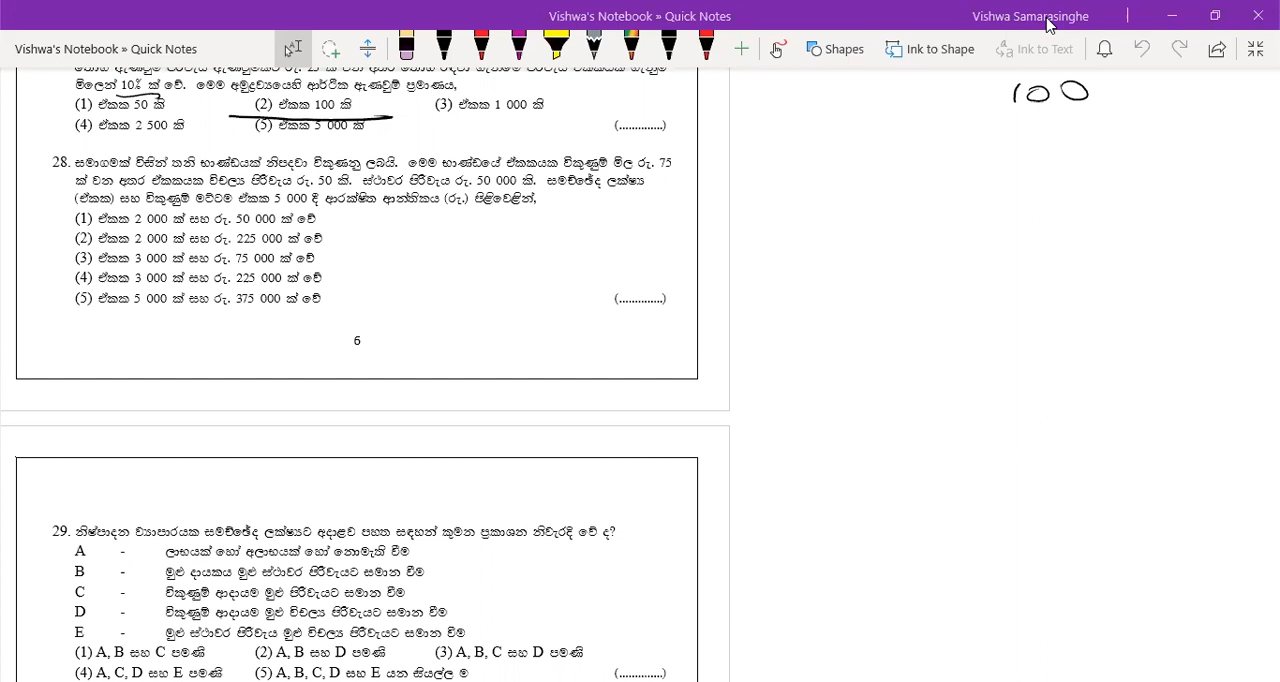 Vishwa's Notebook » Quick Notes
Vishwa Samarasinghe
Vishwa's Notebook » Quick Notes
Shapes
Ink to Shape
Ink to Text
මිලෙන් 10% ක් වේ. මෙම අමුද්‍රව්‍යයෙහි ආර්ථික ඇණවුම් ප්‍රමාණය,
100
(1) ඒකක 50 කි (2) ඒකක 100 කි (3) ඒකක 1 000 කි
(4) ඒකක 2 500 කි (5) ඒකක 5 000 කි (.............)
28. සමාගමක් විසින් තනි භාණ්ඩයක් නිපදවා විකුණනු ලබයි. මෙම භාණ්ඩයේ ඒකකයක විකුණුම් මිල රු. 75
ක් වන අතර ඒකකයක විචල්‍ය පිරිවැය රු. 50 කි. ස්ථාවර පිරිවැය රු. 50 000 කි. සමච්ඡේද ලක්ෂ්‍ය
(ඒකක) සහ විකුණුම් මට්ටම ඒකක 5 000 දී ආරක්ෂිත ආන්තිකය (රු.) පිළිවෙළින්,
(1) ඒකක 2 000 ක් සහ රු. 50 000 ක් වේ
(2) ඒකක 2 000 ක් සහ රු. 225 000 ක් වේ
(3) ඒකක 3 000 ක් සහ රු. 75 000 ක් වේ
(4) ඒකක 3 000 ක් සහ රු. 225 000 ක් වේ
(5) ඒකක 5 000 ක් සහ රු. 375 000 ක් වේ (.............)
6
29. නිෂ්පාදන ව්‍යාපාරයක සමච්ඡේද ලක්ෂ්‍යයට අදාළව පහත සඳහන් කුමන ප්‍රකාශන නිවැරදි වේ ද?
A - ලාභයක් හෝ අලාභයක් හෝ නොමැති වීම
B - මුළු දායකය මුළු ස්ථාවර පිරිවැයට සමාන වීම
C - විකුණුම් ආදායම මුළු පිරිවැයට සමාන වීම
D - විකුණුම් ආදායම මුළු විචල්‍ය පිරිවැයට සමාන වීම
E - මුළු ස්ථාවර පිරිවැය මුළු විචල්‍ය පිරිවැයට සමාන වීම
(1) A, B සහ C පමණි (2) A, B සහ D පමණි (3) A, B, C සහ D පමණි
(4) A, C, D සහ E පමණි (5) A, B, C, D සහ E යන සියල්ල ම (.............)